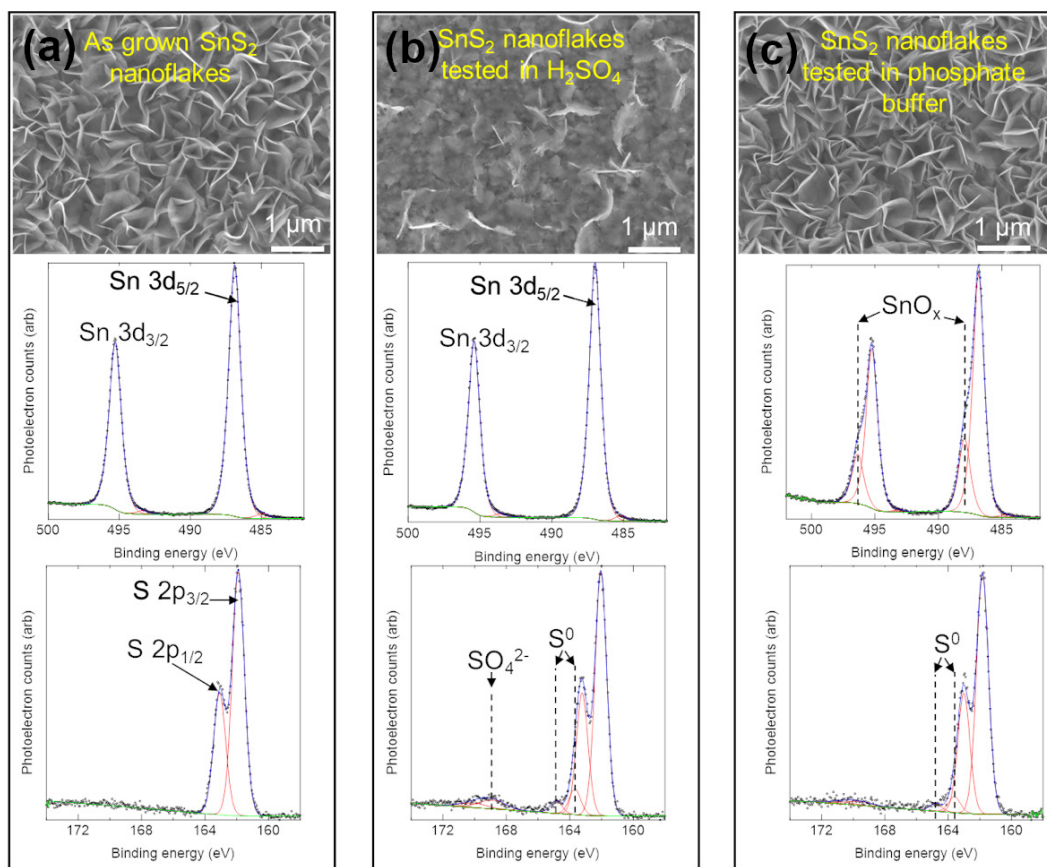 (a)
As grown SnS₂
nanoflakes
1 μm
Sn 3d₅/₂
Sn 3d₃/₂
Photoelectron counts (arb)
500 495 490 485
Binding energy (eV)
S 2p₃/₂
S 2p₁/₂
Photoelectron counts (arb)
172 168 164 160
Binding energy (eV)
(b)
SnS₂ nanoflakes
tested in H₂SO₄
1 μm
Sn 3d₅/₂
Sn 3d₃/₂
Photoelectron counts (arb)
500 495 490 485
Binding energy (eV)
SO₄²⁻
S⁰
Photoelectron counts (arb)
172 168 164 160
Binding energy (eV)
(c)
SnS₂ nanoflakes
tested in phosphate
buffer
1 μm
SnOₓ
Photoelectron counts (arb)
500 495 490 485
Binding energy (eV)
S⁰
Photoelectron counts (arb)
172 168 164 160
Binding energy (eV)